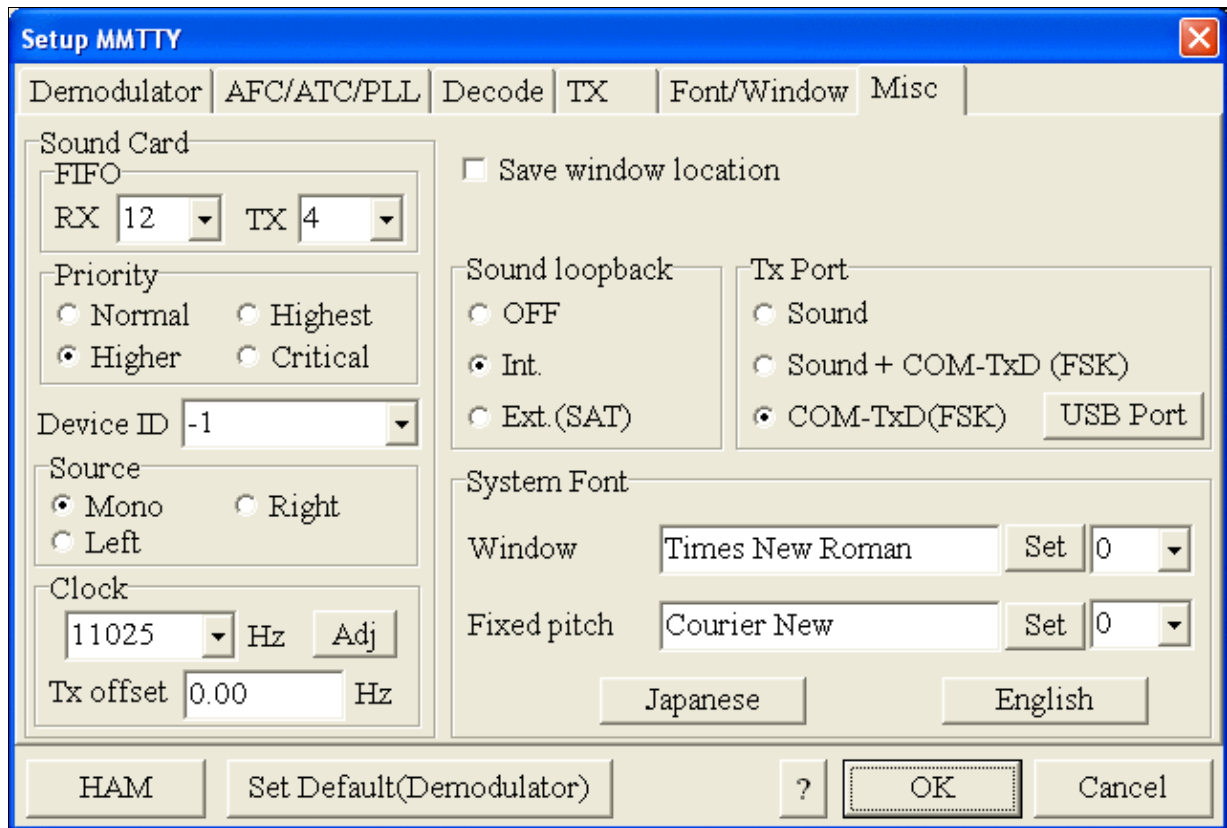 Setup MMTTY
Demodulator AFC/ATC/PLL Decode TX Font/Window Misc
Sound Card
FIFO
RX 12 TX 4
Priority
Normal Highest
Higher Critical
Device ID -1
Source
Mono Right
Left
Clock
11025 Hz Adj
Tx offset 0.00 Hz
Save window location
Sound loopback
OFF
Int.
Ext.(SAT)
Tx Port
Sound
Sound + COM-TxD (FSK)
COM-TxD(FSK) USB Port
System Font
Window Times New Roman Set 0
Fixed pitch Courier New Set 0
Japanese English
HAM Set Default(Demodulator) ? OK Cancel